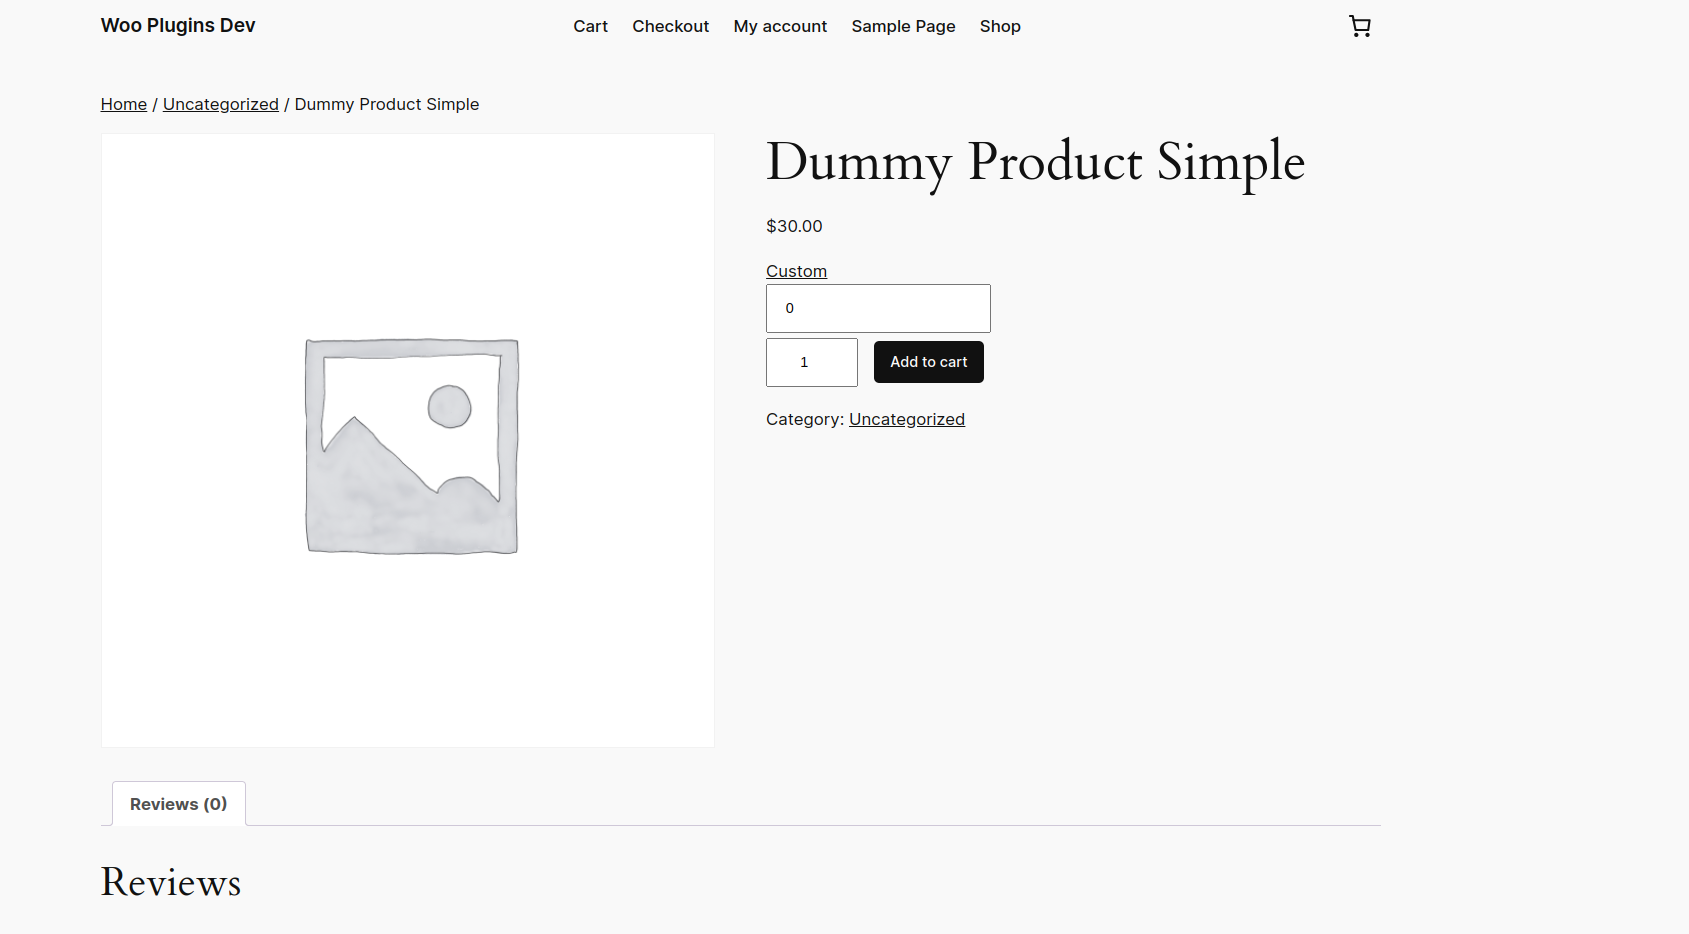 Woo Plugins Dev
Cart Checkout My account Sample Page Shop
Home / Uncategorized / Dummy Product Simple
Dummy Product Simple
$30.00
Custom
0
1 Add to cart
Category: Uncategorized
Reviews (0)
Reviews